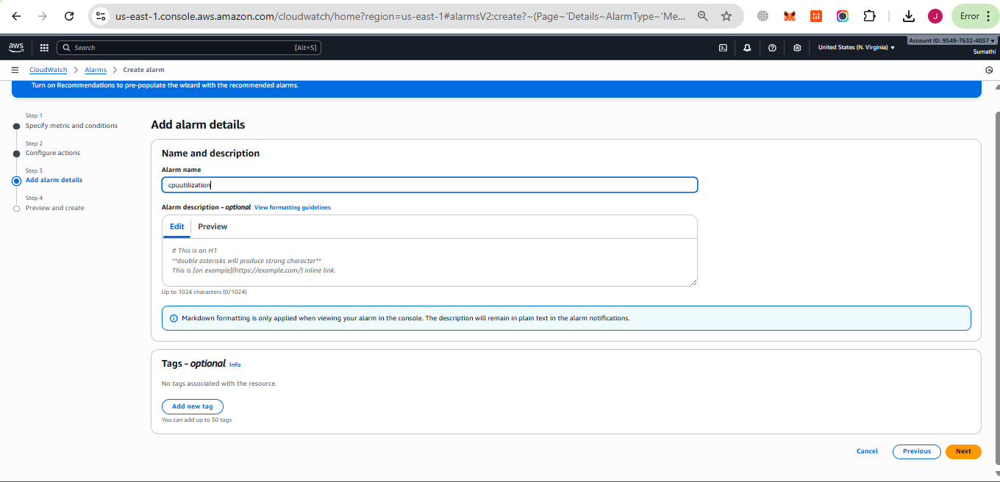 us-east-1.console.aws.amazon.com/cloudwatch/home?region=us-east-1#alarmsV2:create?~(Page~'Details~AlarmType~'Me...
J
Error
aws
Search
[Alt+S]
United States (N. Virginia)
Account ID: 9549-7632-4037
Sumathi
CloudWatch
Alarms
Create alarm
Turn on Recommendations to pre-populate the wizard with the recommended alarms.
Step 1
Specify metric and conditions
Step 2
Configure actions
Step 3
Add alarm details
Step 4
Preview and create
Add alarm details
Name and description
Alarm name
cpuutilization
Alarm description - optional View formatting guidelines
Edit
Preview
# This is an H1
**double asterisks will produce strong character**
This is [an example](https://example.com/) inline link.
Up to 1024 characters (0/1024)
Markdown formatting is only applied when viewing your alarm in the console. The description will remain in plain text in the alarm notifications.
Tags - optional Info
No tags associated with the resource.
Add new tag
You can add up to 50 tags
Cancel
Previous
Next